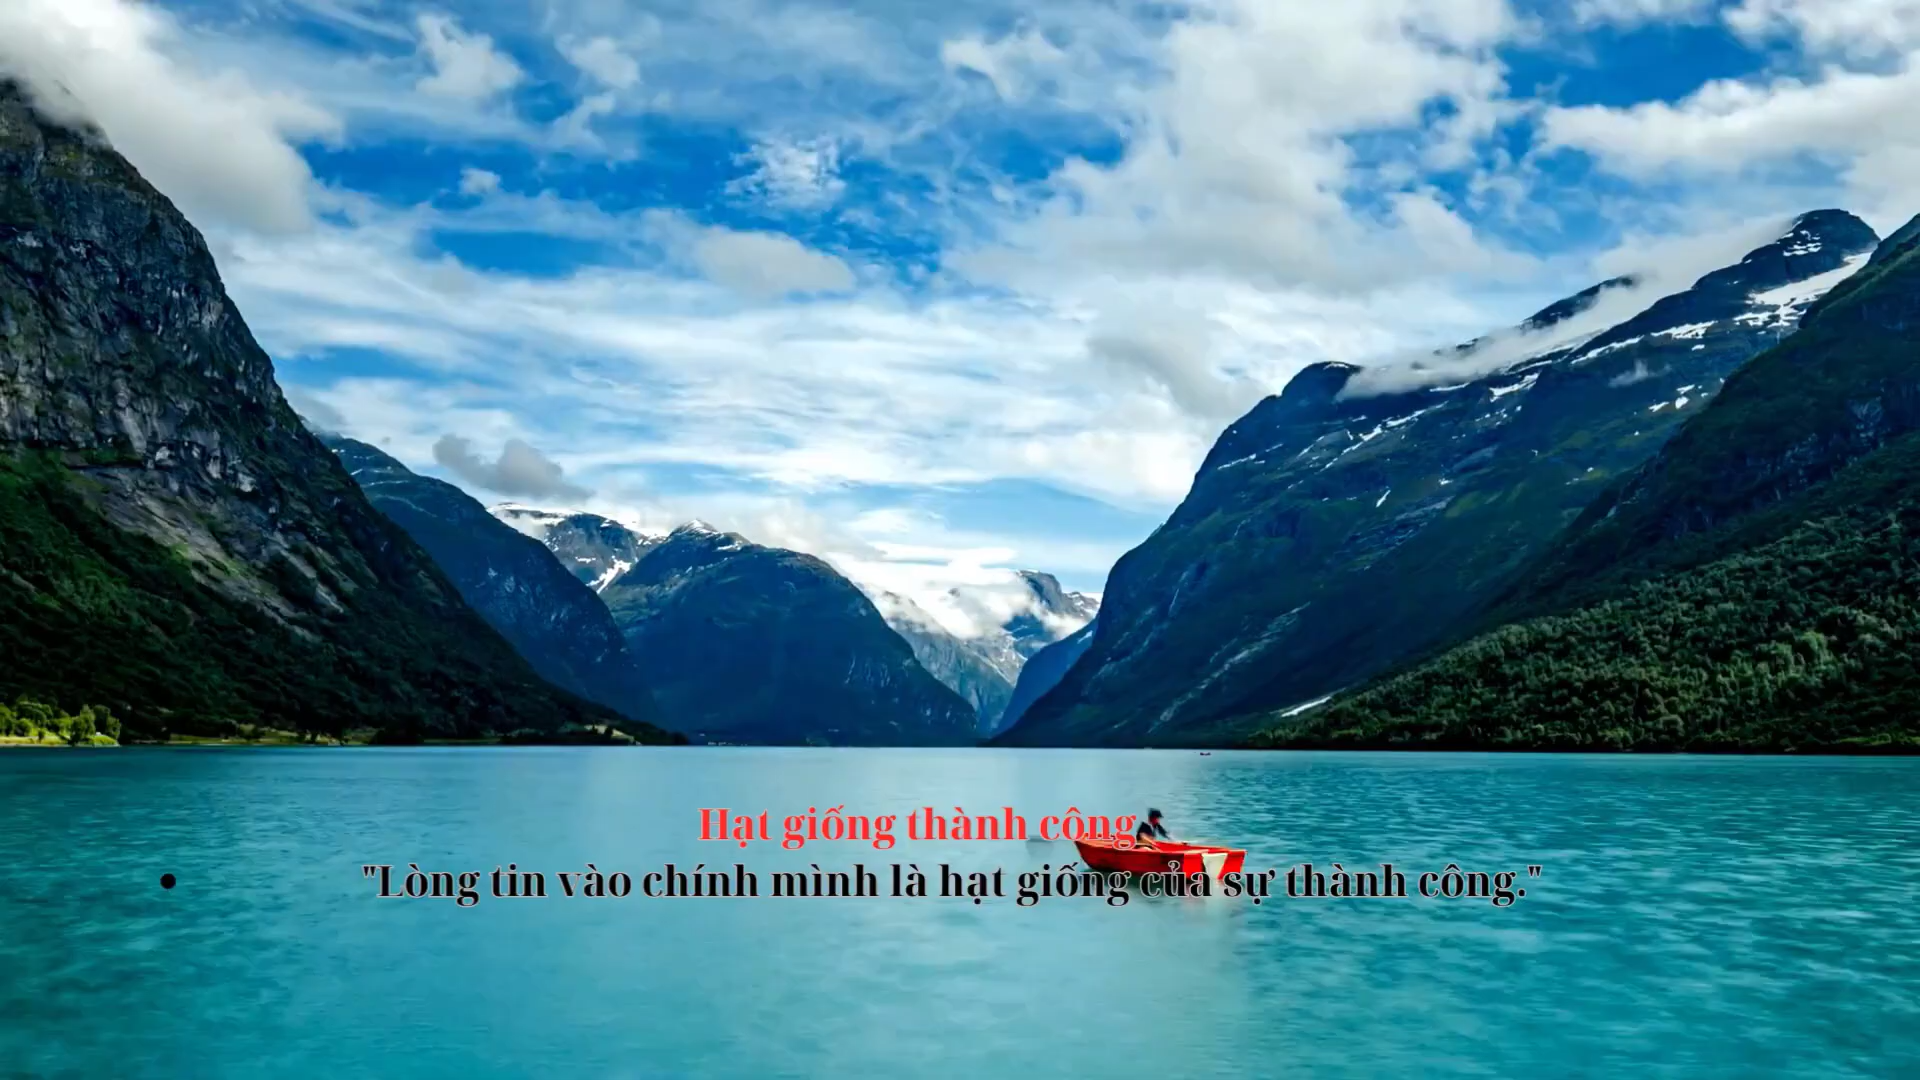 Hạt giống thành công
• "Lòng tin vào chính mình là hạt giống của sự thành công."